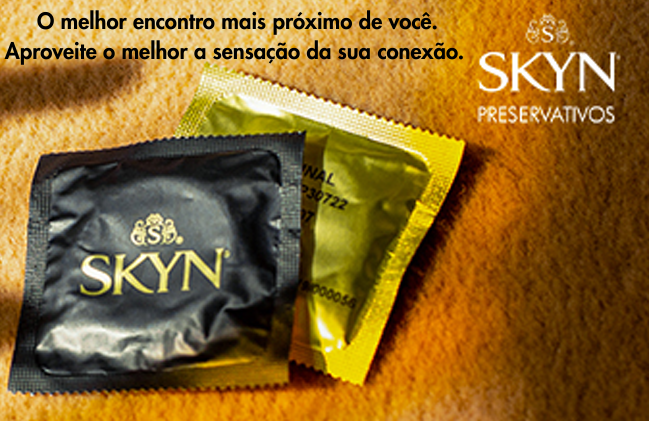 O melhor encontro mais próximo de você.
Aproveite o melhor a sensação da sua conexão.
S
SKYN®
PRESERVATIVOS
S
SKYN®